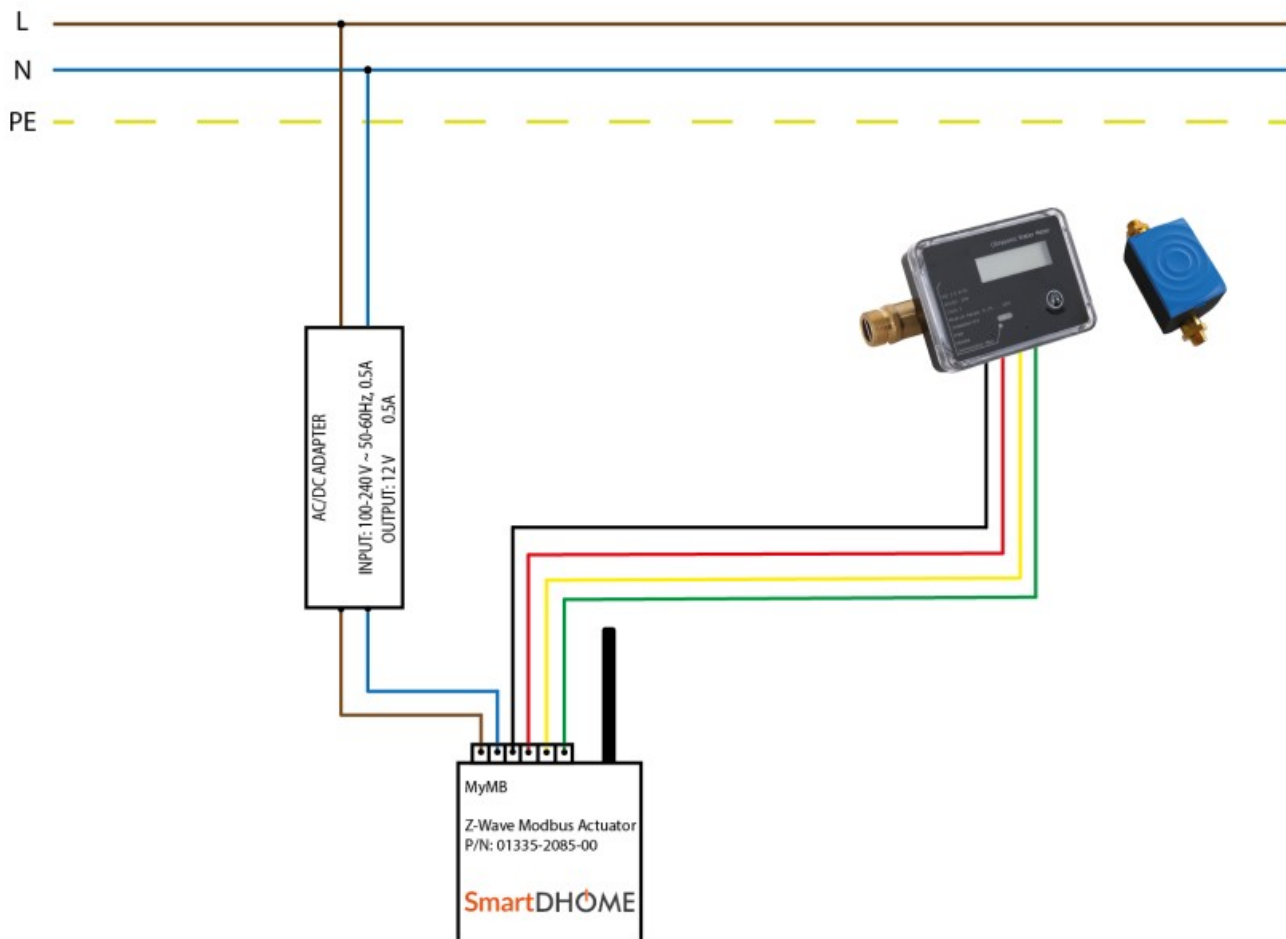 L
N
PE
AC/DC ADAPTER
INPUT: 100-240 V ~ 50-60Hz, 0.5A
OUTPUT: 12 V 0.5A
Ultrasonic Water Meter
MyMB
Z-Wave Modbus Actuator
P/N: 01335-2085-00
SmartDHOME